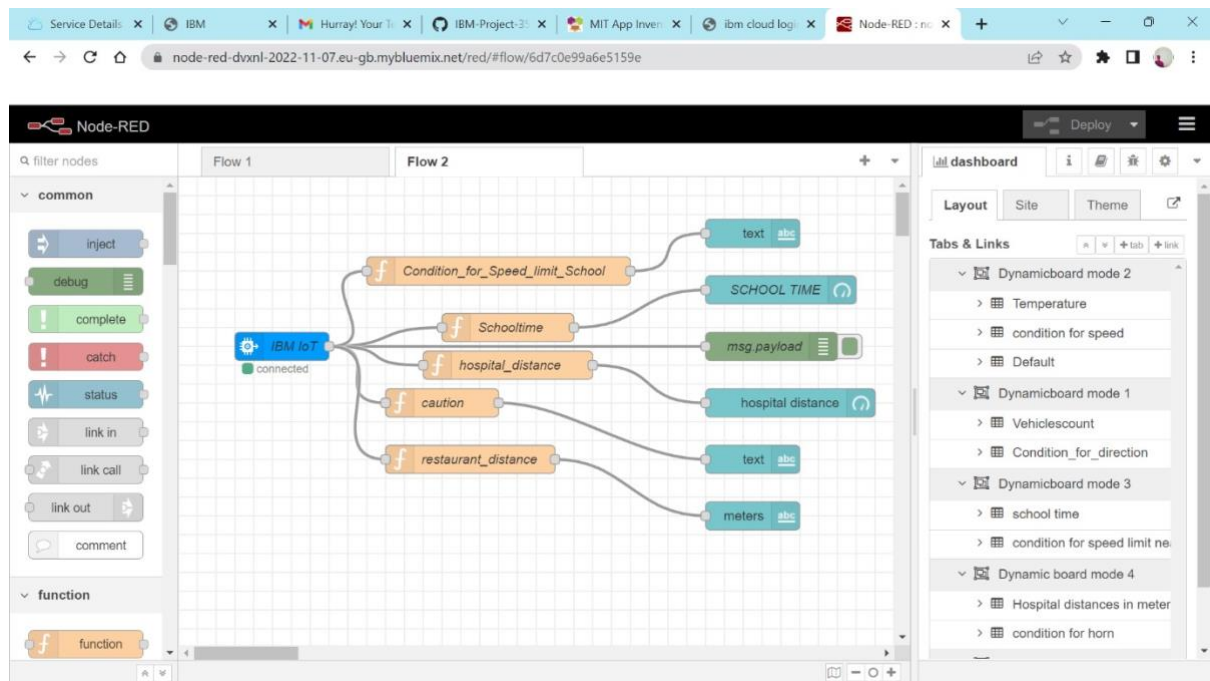 Service Details
IBM
Hurray! Your
IBM-Project-3
MIT App Inven
ibm cloud log
Node-RED : no
node-red-dvxnl-2022-11-07.eu-gb.mybluemix.net/red/#flow/6d7c0e99a6e5159e
Node-RED
Deploy
filter nodes
Flow 1
Flow 2
dashboard
i
common
Layout
Site
Theme
inject
text
abc
Tabs & Links
+ tab
+ link
debug
Condition_for_Speed_limit_School
Dynamicboard mode 2
SCHOOL TIME
Temperature
complete
Schooltime
condition for speed
IBM IoT
msg.payload
catch
connected
hospital_distance
Default
status
caution
hospital distance
Dynamicboard mode 1
Vehiclescount
link in
Condition_for_direction
link call
restaurant_distance
text
abc
Dynamicboard mode 3
link out
meters
abc
school time
comment
condition for speed limit nea
Dynamic board mode 4
function
Hospital distances in meter
function
condition for horn